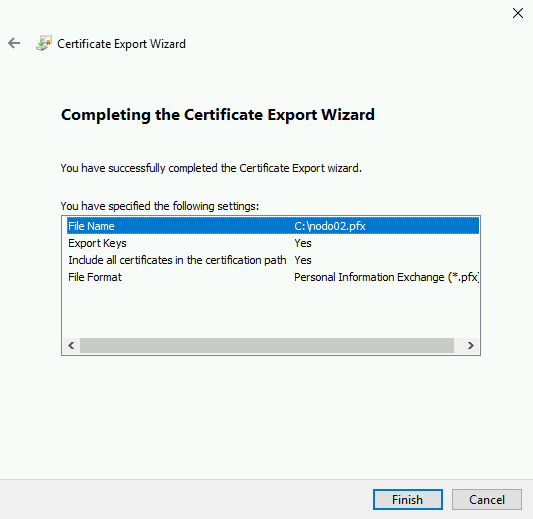 Certificate Export Wizard
Completing the Certificate Export Wizard
You have successfully completed the Certificate Export wizard.
You have specified the following settings:
File Name C:\nodo02.pfx
Export Keys Yes
Include all certificates in the certification path Yes
File Format Personal Information Exchange (*.pfx)
Finish Cancel